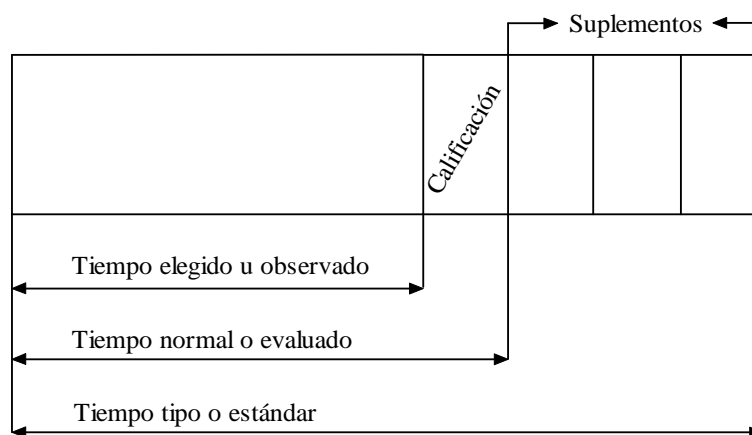 Suplementos
Calificación
Tiempo elegido u observado
Tiempo normal o evaluado
Tiempo tipo o estándar